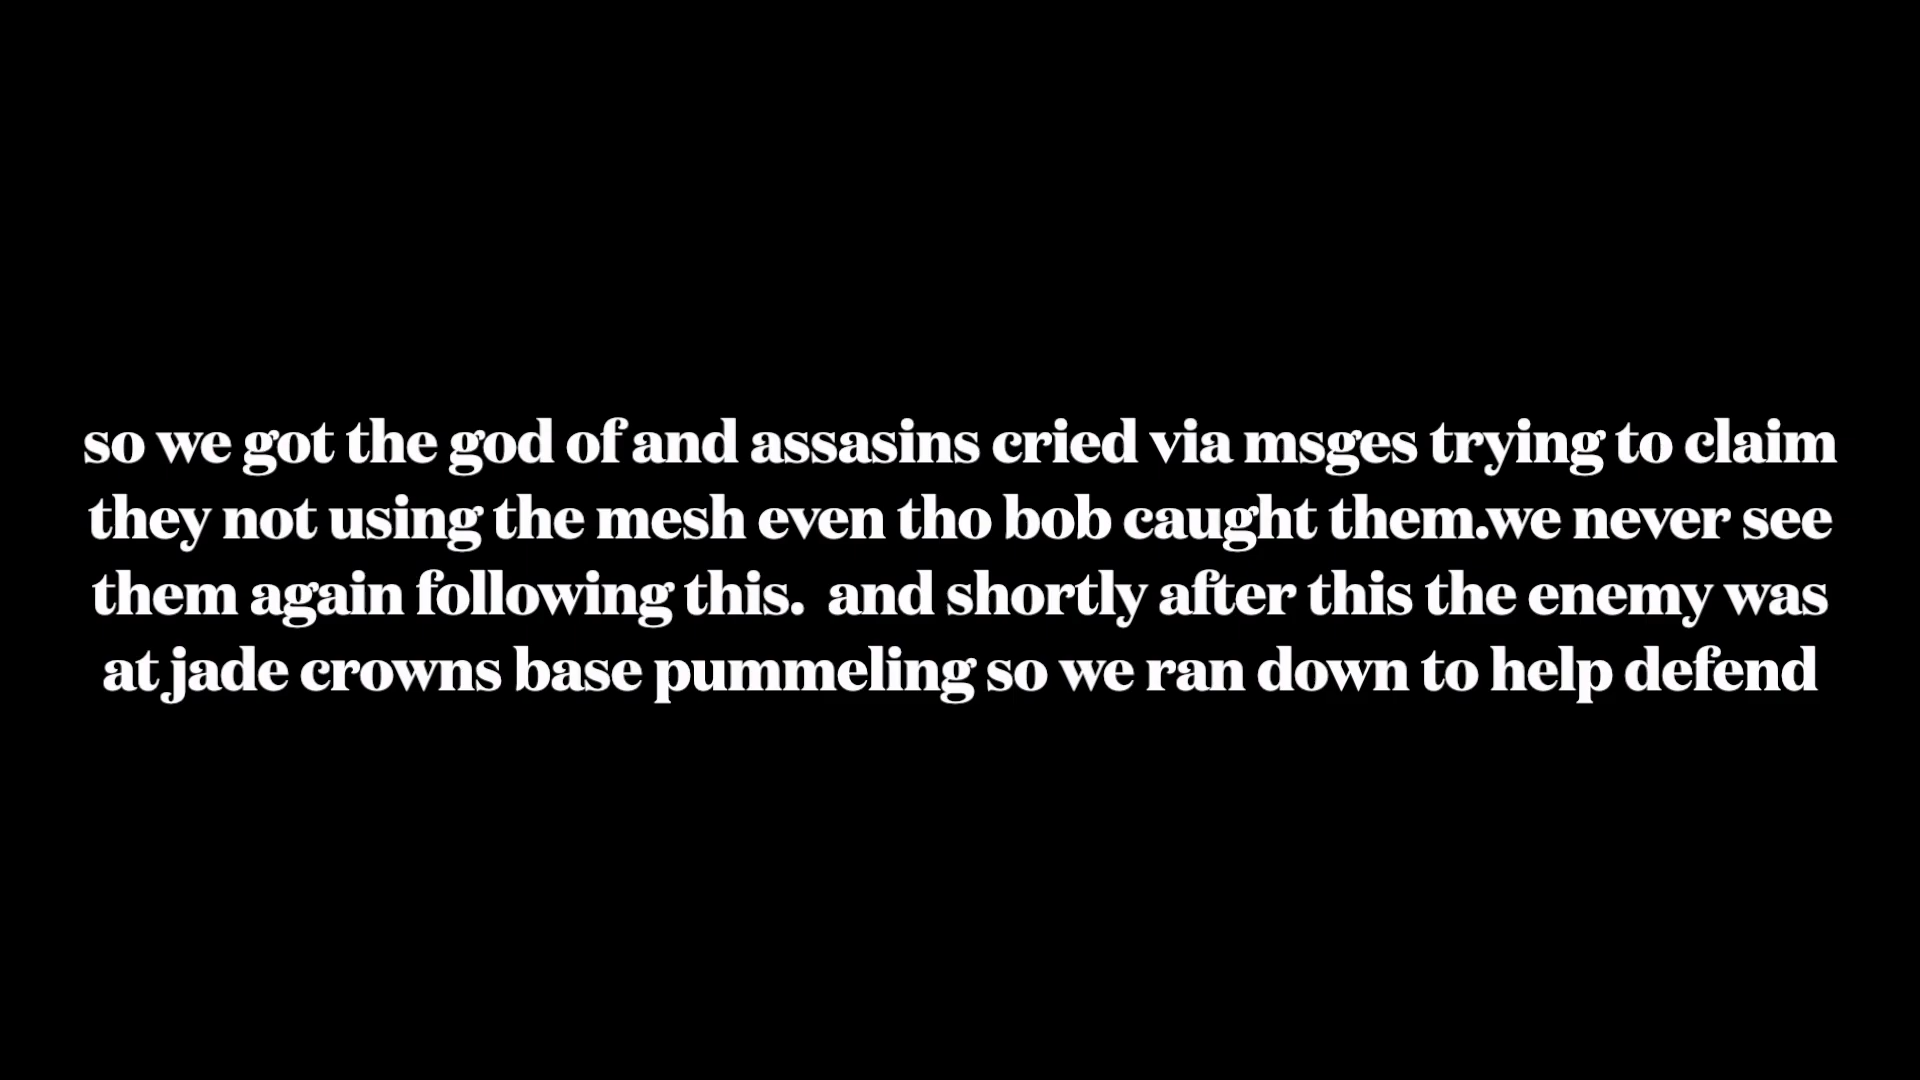 so we got the god of and assasins cried via msges trying to claim
they not using the mesh even tho bob caught them.we never see
them again following this.  and shortly after this the enemy was
at jade crowns base pummeling so we ran down to help defend